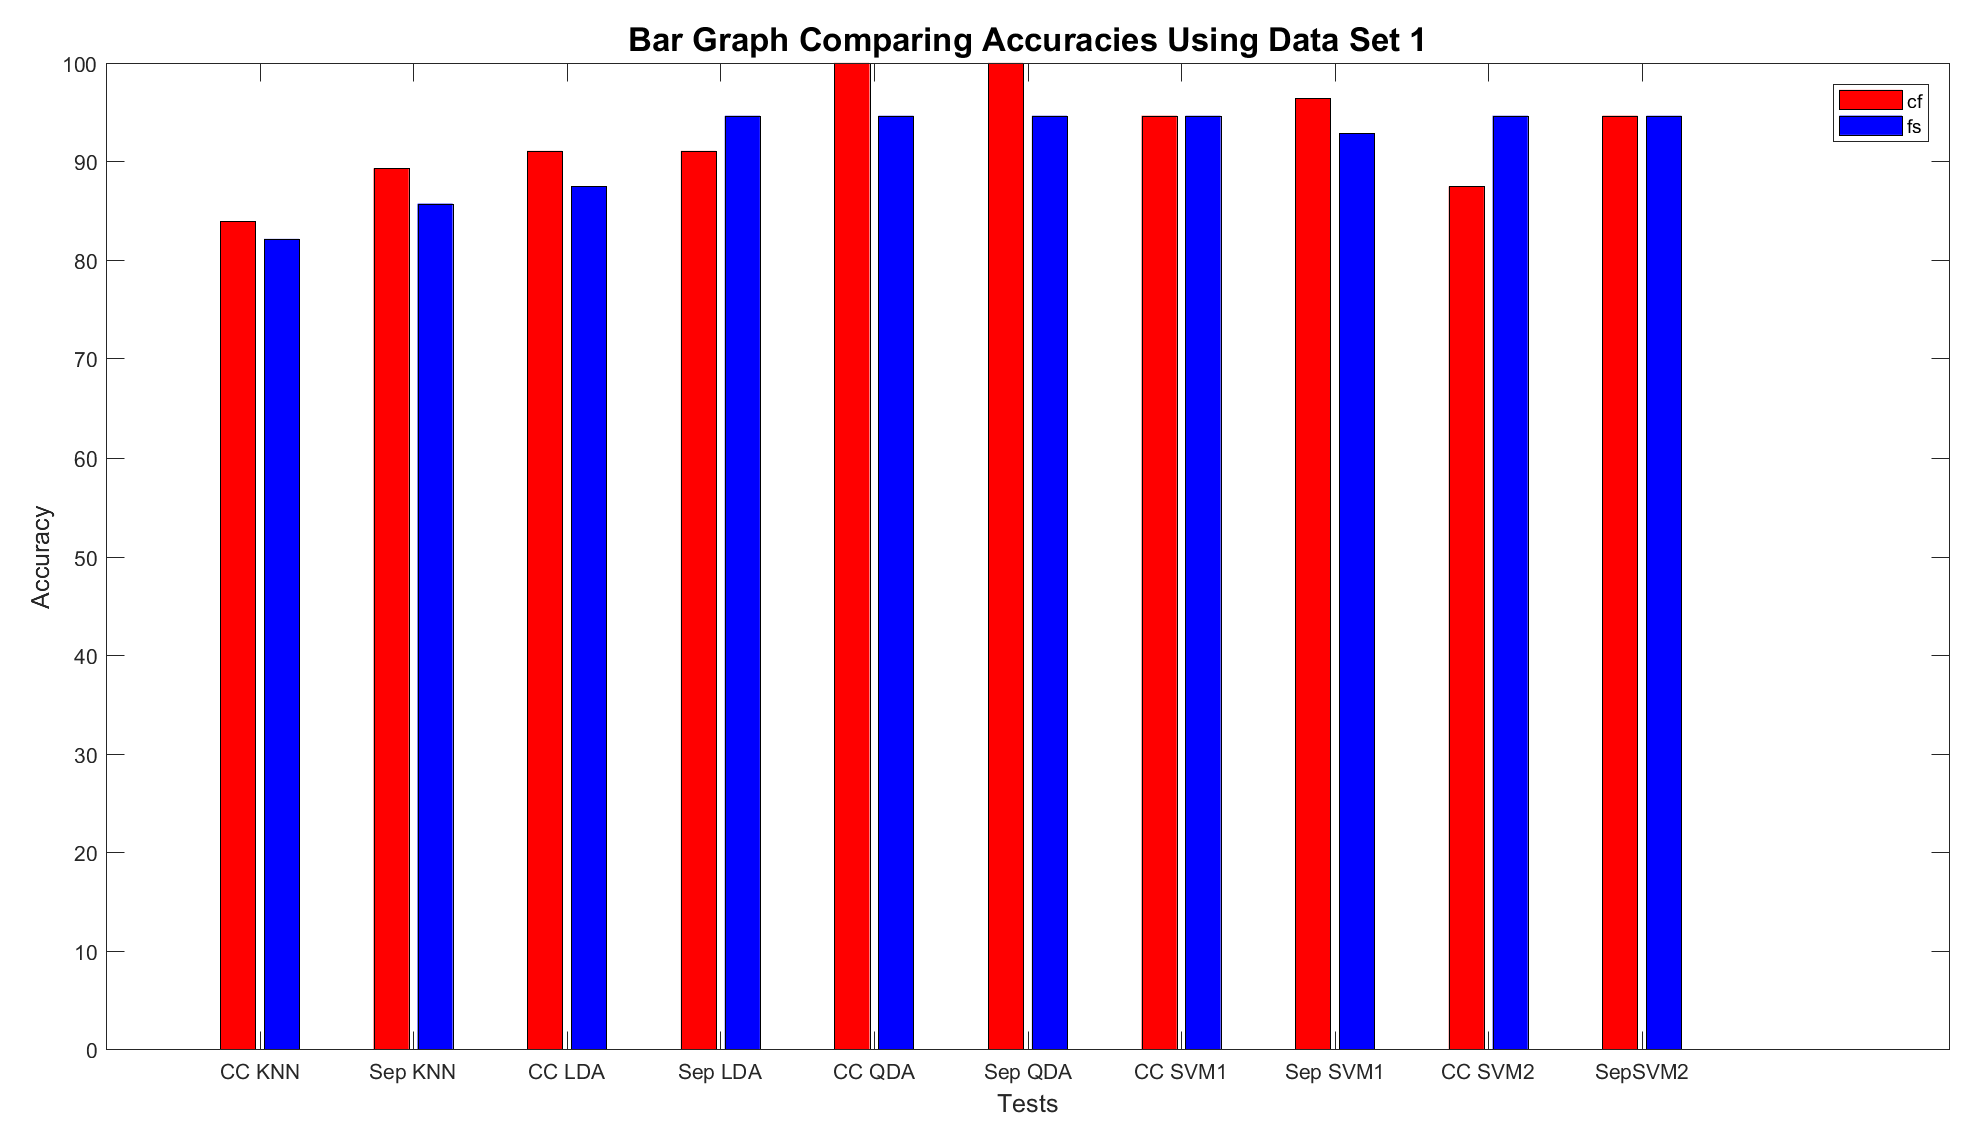 Bar Graph Comparing Accuracies Using Data Set 1
100
90
80
70
60
50
40
30
20
10
0
Accuracy
cf
fs
CC KNN Sep KNN CC LDA Sep LDA CC QDA Sep QDA CC SVM1 Sep SVM1 CC SVM2 SepSVM2
Tests